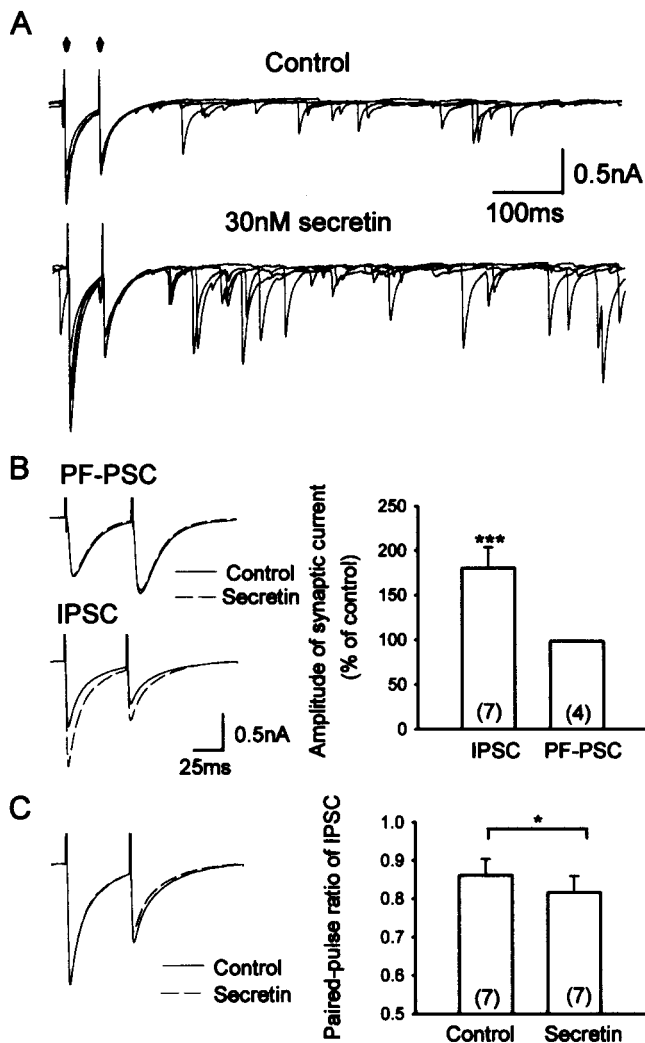 A
Control
0.5nA
100ms
30nM secretin
B
PF-PSC
Control
Secretin
IPSC
0.5nA
25ms
Amplitude of synaptic current
(% of control)
250
200
150
100
50
0
***
(7)
(4)
IPSC
PF-PSC
C
Control
Secretin
Paired-pulse ratio of IPSC
1.0
0.9
0.8
0.7
0.6
0.5
*
(7)
(7)
Control
Secretin